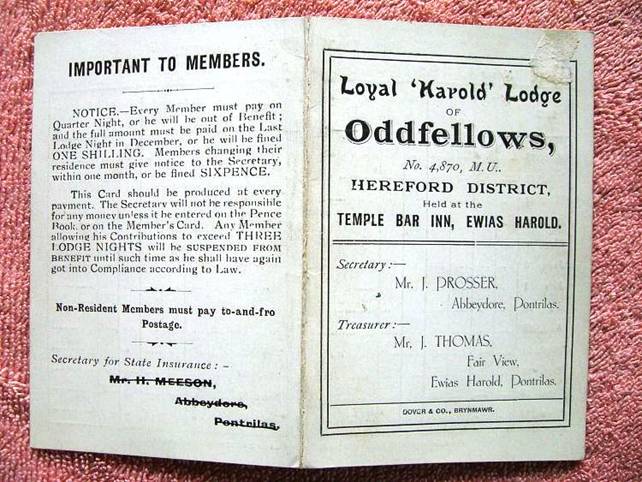 IMPORTANT TO MEMBERS.
NOTICE.—Every Member must pay on
Quarter Night, or he will be out of Benefit;
and the full amount must be paid on the Last
Lodge Night in December, or he will be fined
ONE SHILLING. Members changing their
residence must give notice to the Secretary,
within one month, or be fined SIXPENCE.
This Card should be produced at every
payment. The Secretary will not be responsible
for any money unless it be entered on the Pence
Book, or on the Member's Card. Any Member
allowing his Contributions to exceed THREE
LODGE NIGHTS will be SUSPENDED FROM
BENEFIT until such time as he shall have again
got into Compliance according to Law.
Non-Resident Members must pay to-and-fro
Postage.
Secretary for State Insurance : -
Mr. H. MEESON,
Abbeydore,
Pontrilas.
Loyal 'Harold' Lodge
OF
Oddfellows,
No. 4,870, M.U..
HEREFORD DISTRICT,
Held at the
TEMPLE BAR INN, EWIAS HAROLD.
Secretary :—
Mr. J. PROSSER,
Abbeydore, Pontrilas.
Treasurer :—
Mr. J. THOMAS,
Fair View,
Ewias Harold, Pontrilas.
DOVER & CO., BRYNMAWR.